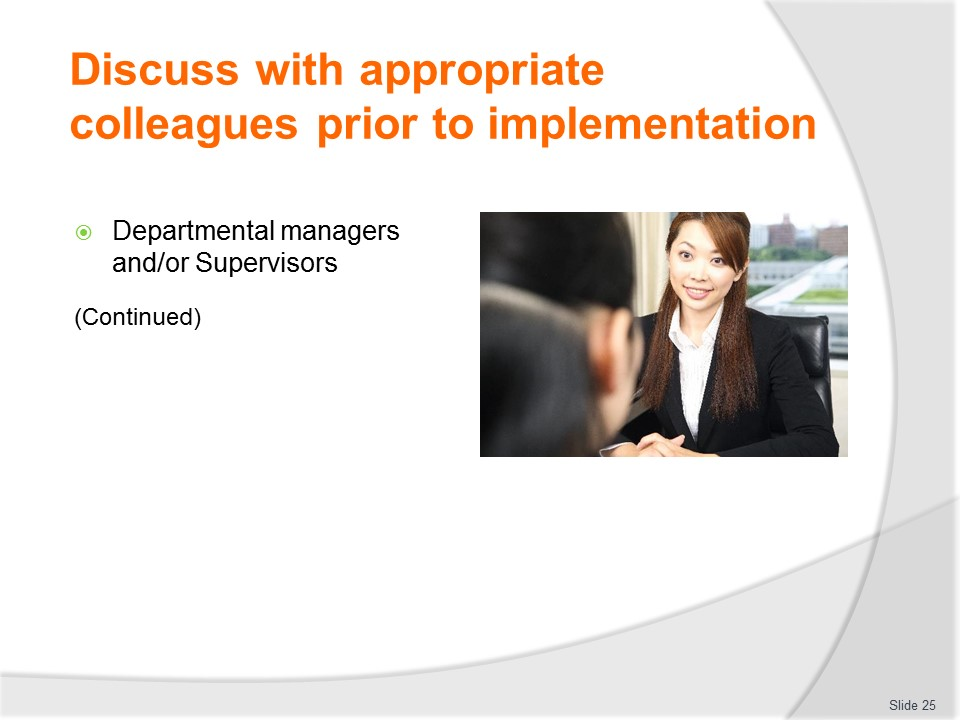 Discuss with appropriate
colleagues prior to implementation
Departmental managers
and/or Supervisors
(Continued)
Slide 25